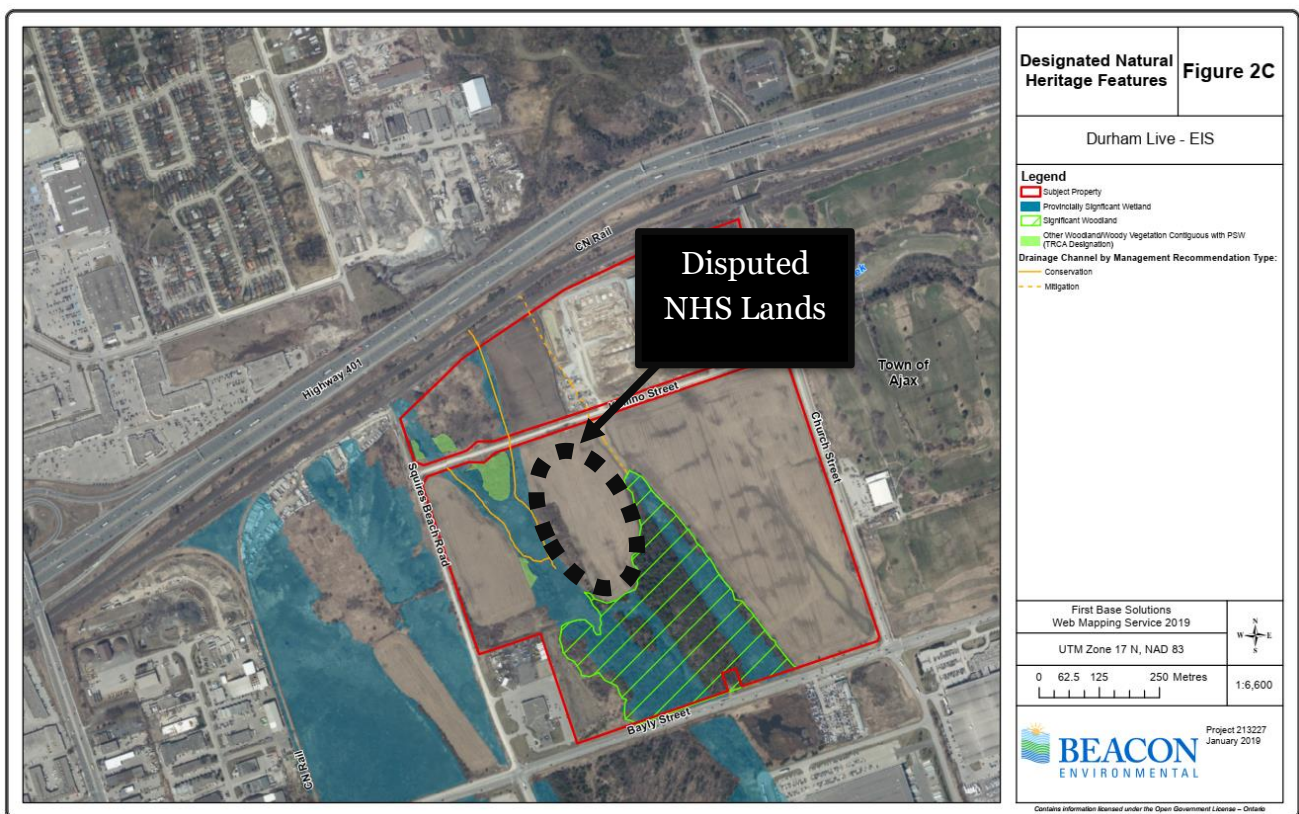 Designated Natural
Heritage Features
Figure 2C
Durham Live - EIS
Legend
Subject Property
Provincially Signficant Wetland
Significant Woodland
Other Woodland/Woody Vegetation Contiguous with PSW
(TRCA Designation)
Drainage Channel by Management Recommendation Type:
Conservation
Mitigation
CN Rail
Highway 401
Disputed
NHS Lands
Town of
Ajax
Street
Church Street
Squires Beach Road
Bayly Street
CN Rail
First Base Solutions
Web Mapping Service 2019
UTM Zone 17 N, NAD 83
N
W E
S
0 62.5 125 250 Metres
1:6,600
BEACON
ENVIRONMENTAL
Project 213227
January 2019
Contains information licensed under the Open Government License – Ontario